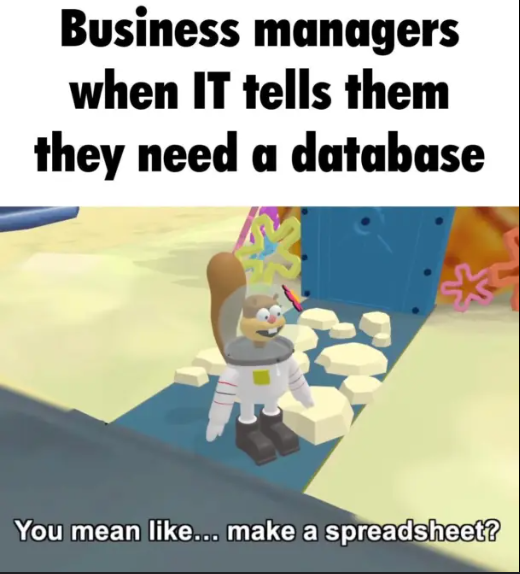 Business managers
when IT tells them
they need a database
You mean like... make a spreadsheet?